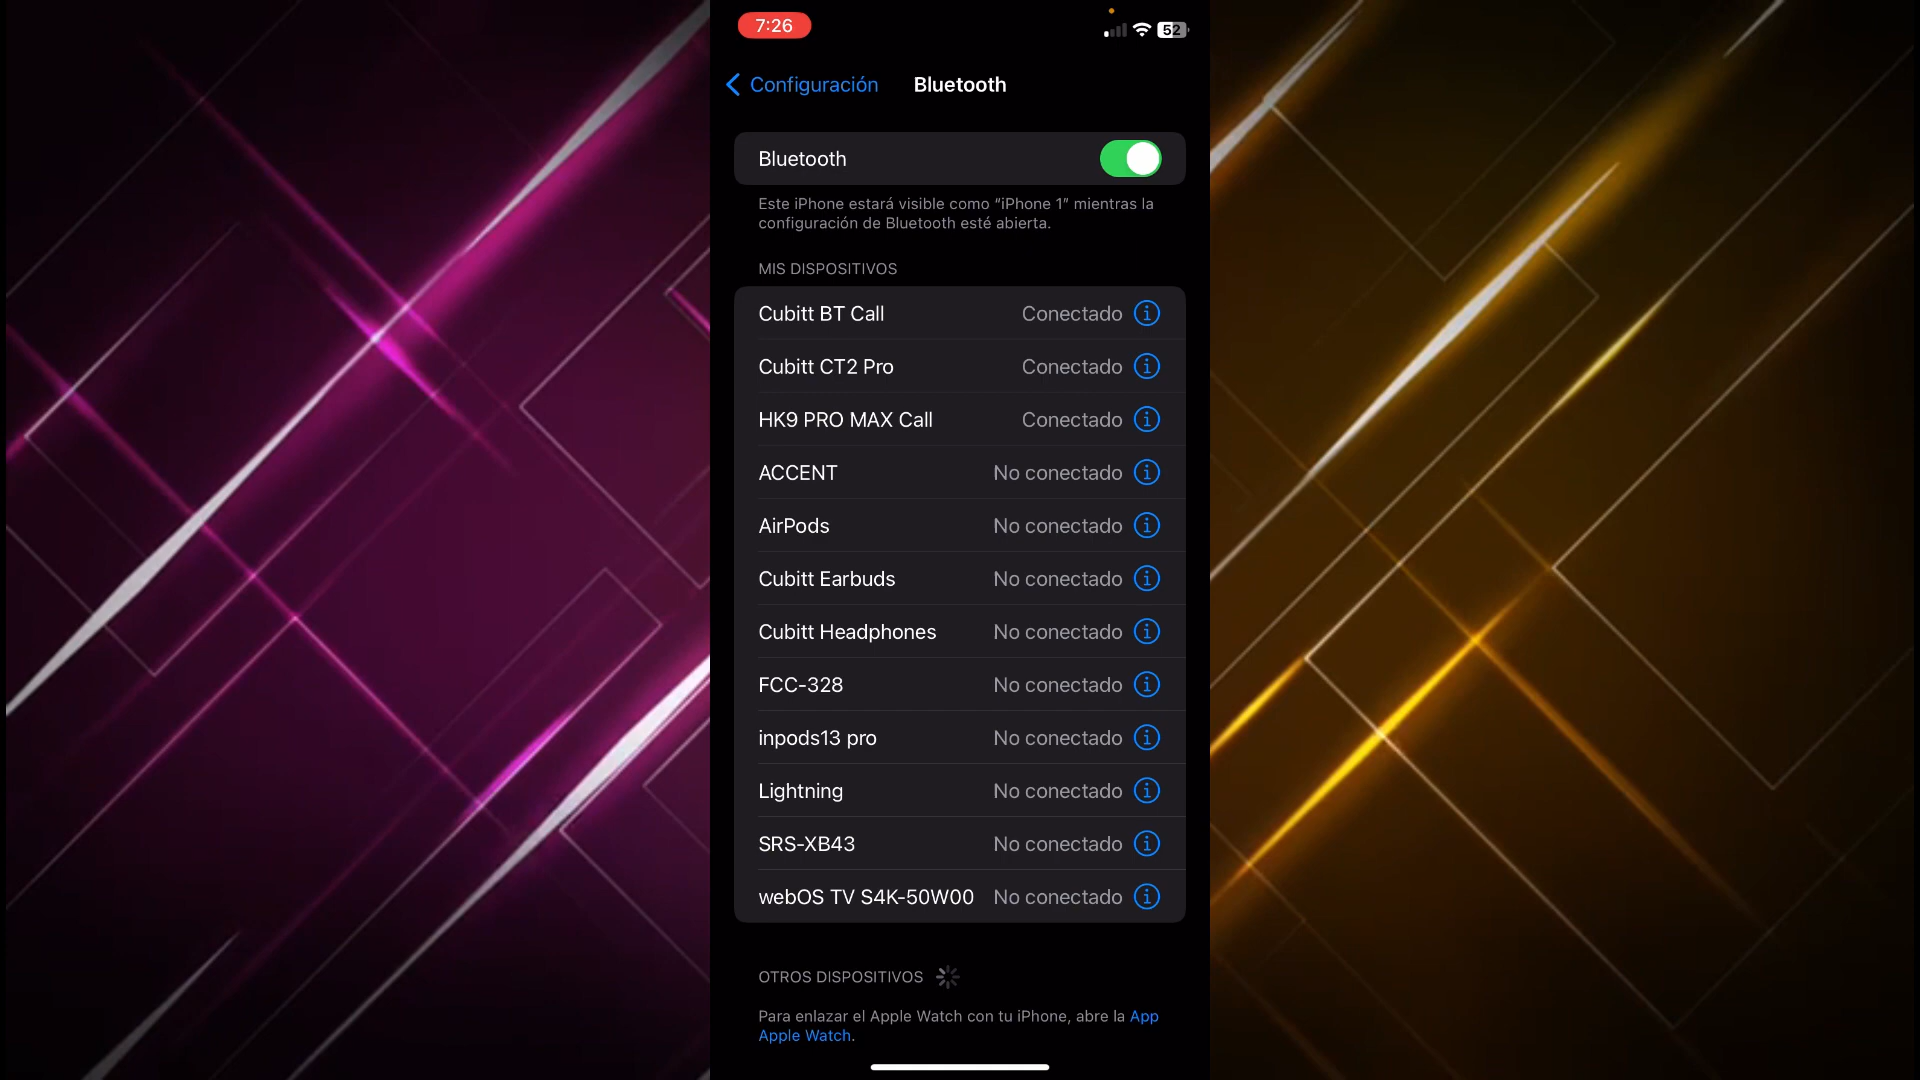 7:26
52
Configuración
Bluetooth
Bluetooth
Este iPhone estará visible como “iPhone 1” mientras la
configuración de Bluetooth esté abierta.
MIS DISPOSITIVOS
Cubitt BT Call Conectado
Cubitt CT2 Pro Conectado
HK9 PRO MAX Call Conectado
ACCENT No conectado
AirPods No conectado
Cubitt Earbuds No conectado
Cubitt Headphones No conectado
FCC-328 No conectado
inpods13 pro No conectado
Lightning No conectado
SRS-XB43 No conectado
webOS TV S4K-50W00 No conectado
OTROS DISPOSITIVOS
Para enlazar el Apple Watch con tu iPhone, abre la App
Apple Watch.